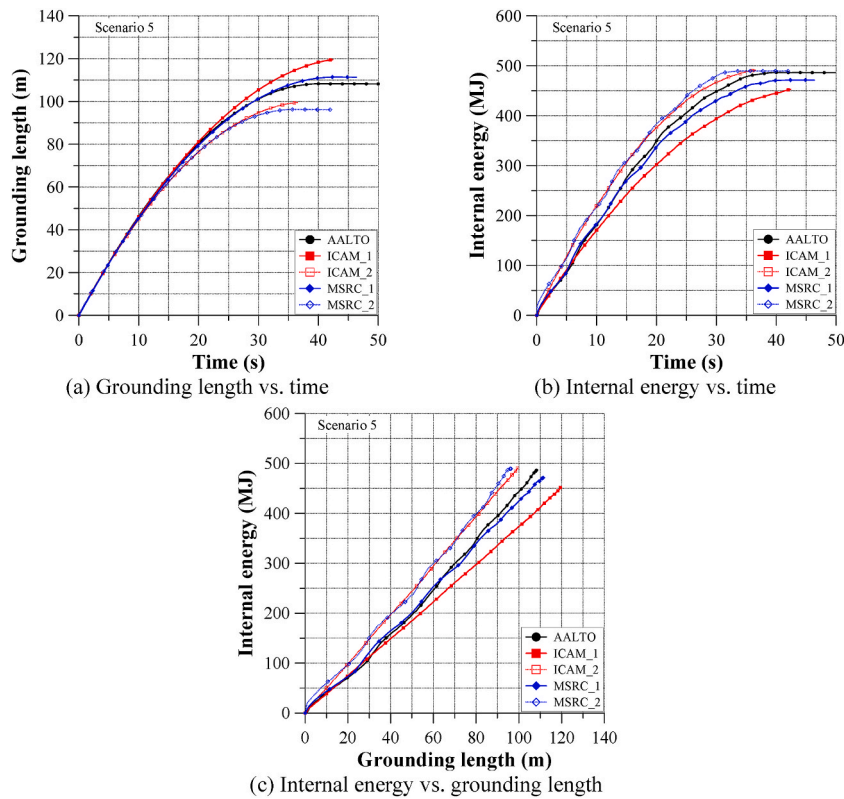 Scenario 5
140
120
100
80
60
40
20
0
Grounding length (m)
0 10 20 30 40 50
Time (s)
AALTO
ICAM_1
ICAM_2
MSRC_1
MSRC_2
(a) Grounding length vs. time
Scenario 5
600
500
400
300
200
100
0
Internal energy (MJ)
0 10 20 30 40 50
Time (s)
AALTO
ICAM_1
ICAM_2
MSRC_1
MSRC_2
(b) Internal energy vs. time
Scenario 5
600
500
400
300
200
100
0
Internal energy (MJ)
0 20 40 60 80 100 120 140
Grounding length (m)
AALTO
ICAM_1
ICAM_2
MSRC_1
MSRC_2
(c) Internal energy vs. grounding length